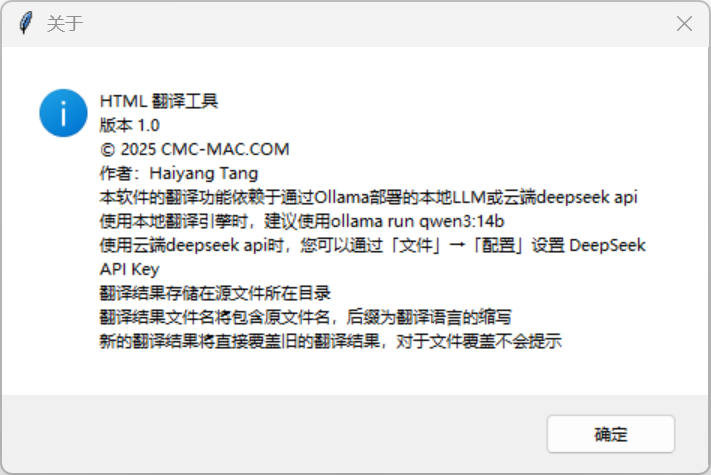 关于
HTML 翻译工具
版本 1.0
© 2025 CMC-MAC.COM
作者：Haiyang Tang
本软件的翻译功能依赖于通过Ollama部署的本地LLM或云端deepseek api
使用本地翻译引擎时，建议使用ollama run qwen3:14b
使用云端deepseek api时，您可以通过「文件」→「配置」设置 DeepSeek
API Key
翻译结果存储在源文件所在目录
翻译结果文件名将包含原文件名，后缀为翻译语言的缩写
新的翻译结果将直接覆盖旧的翻译结果，对于文件覆盖不会提示
确定